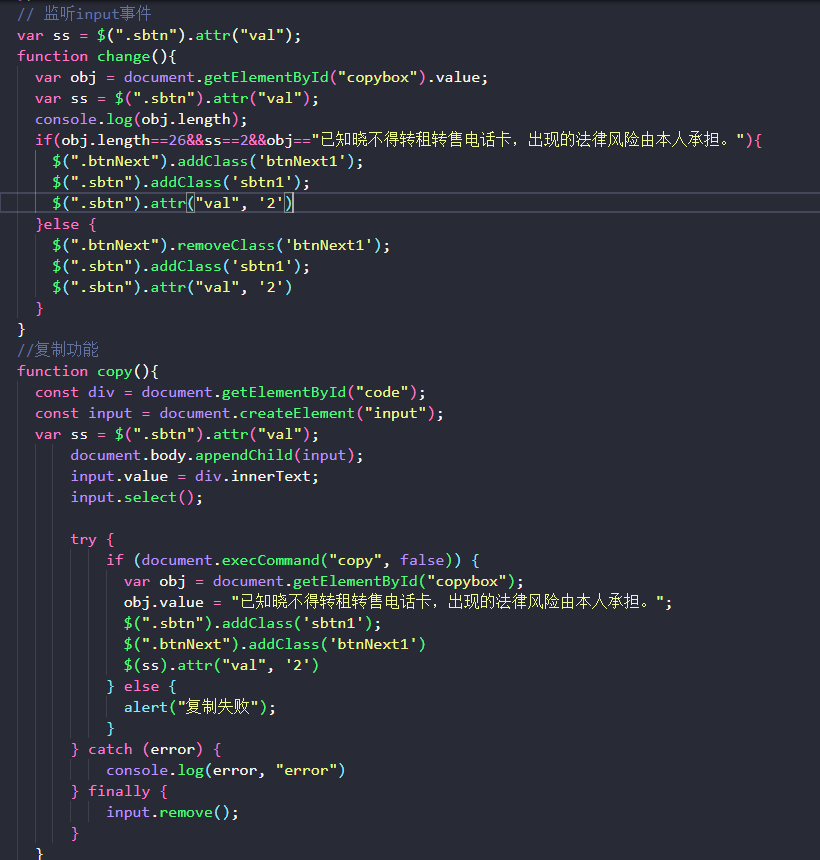 // 监听input事件
var ss = $(".sbtn").attr("val");
function change(){
var obj = document.getElementById("copybox").value;
var ss = $(".sbtn").attr("val");
console.log(obj.length);
if(obj.length==26&&ss==2&&obj=="已知晓不得转租转售电话卡，出现的法律风险由本人承担。"){
$(".btnNext").addClass('btnNext1');
$(".sbtn").addClass('sbtn1');
$(".sbtn").attr("val", '2')
}else {
$(".btnNext").removeClass('btnNext1');
$(".sbtn").addClass('sbtn1');
$(".sbtn").attr("val", '2')
}
}
//复制功能
function copy(){
const div = document.getElementById("code");
const input = document.createElement("input");
var ss = $(".sbtn").attr("val");
document.body.appendChild(input);
input.value = div.innerText;
input.select();
try {
if (document.execCommand("copy", false)) {
var obj = document.getElementById("copybox");
obj.value = "已知晓不得转租转售电话卡，出现的法律风险由本人承担。";
$(".sbtn").addClass('sbtn1');
$(".btnNext").addClass('btnNext1')
$(ss).attr("val", '2')
} else {
alert("复制失败");
}
} catch (error) {
console.log(error, "error")
} finally {
input.remove();
}
}